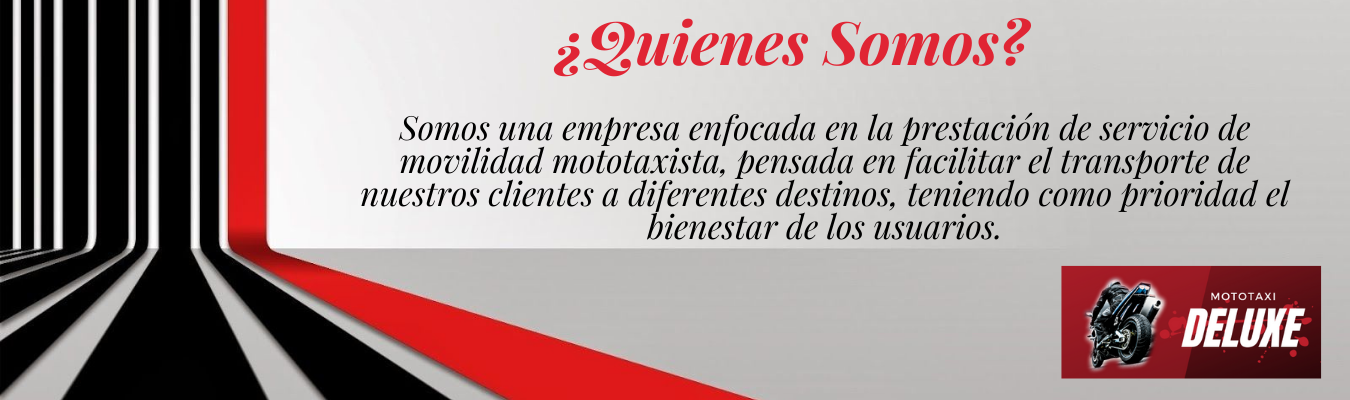 ¿Quienes Somos?
Somos una empresa enfocada en la prestación de servicio de
movilidad mototaxista, pensada en facilitar el transporte de
nuestros clientes a diferentes destinos, teniendo como prioridad el
bienestar de los usuarios.
MOTOTAXI
DELUXE